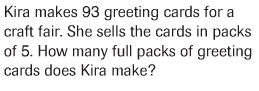 Kira makes 93 greeting cards for a
craft fair. She sells the cards in packs
of 5. How many full packs of greeting
cards does Kira make?